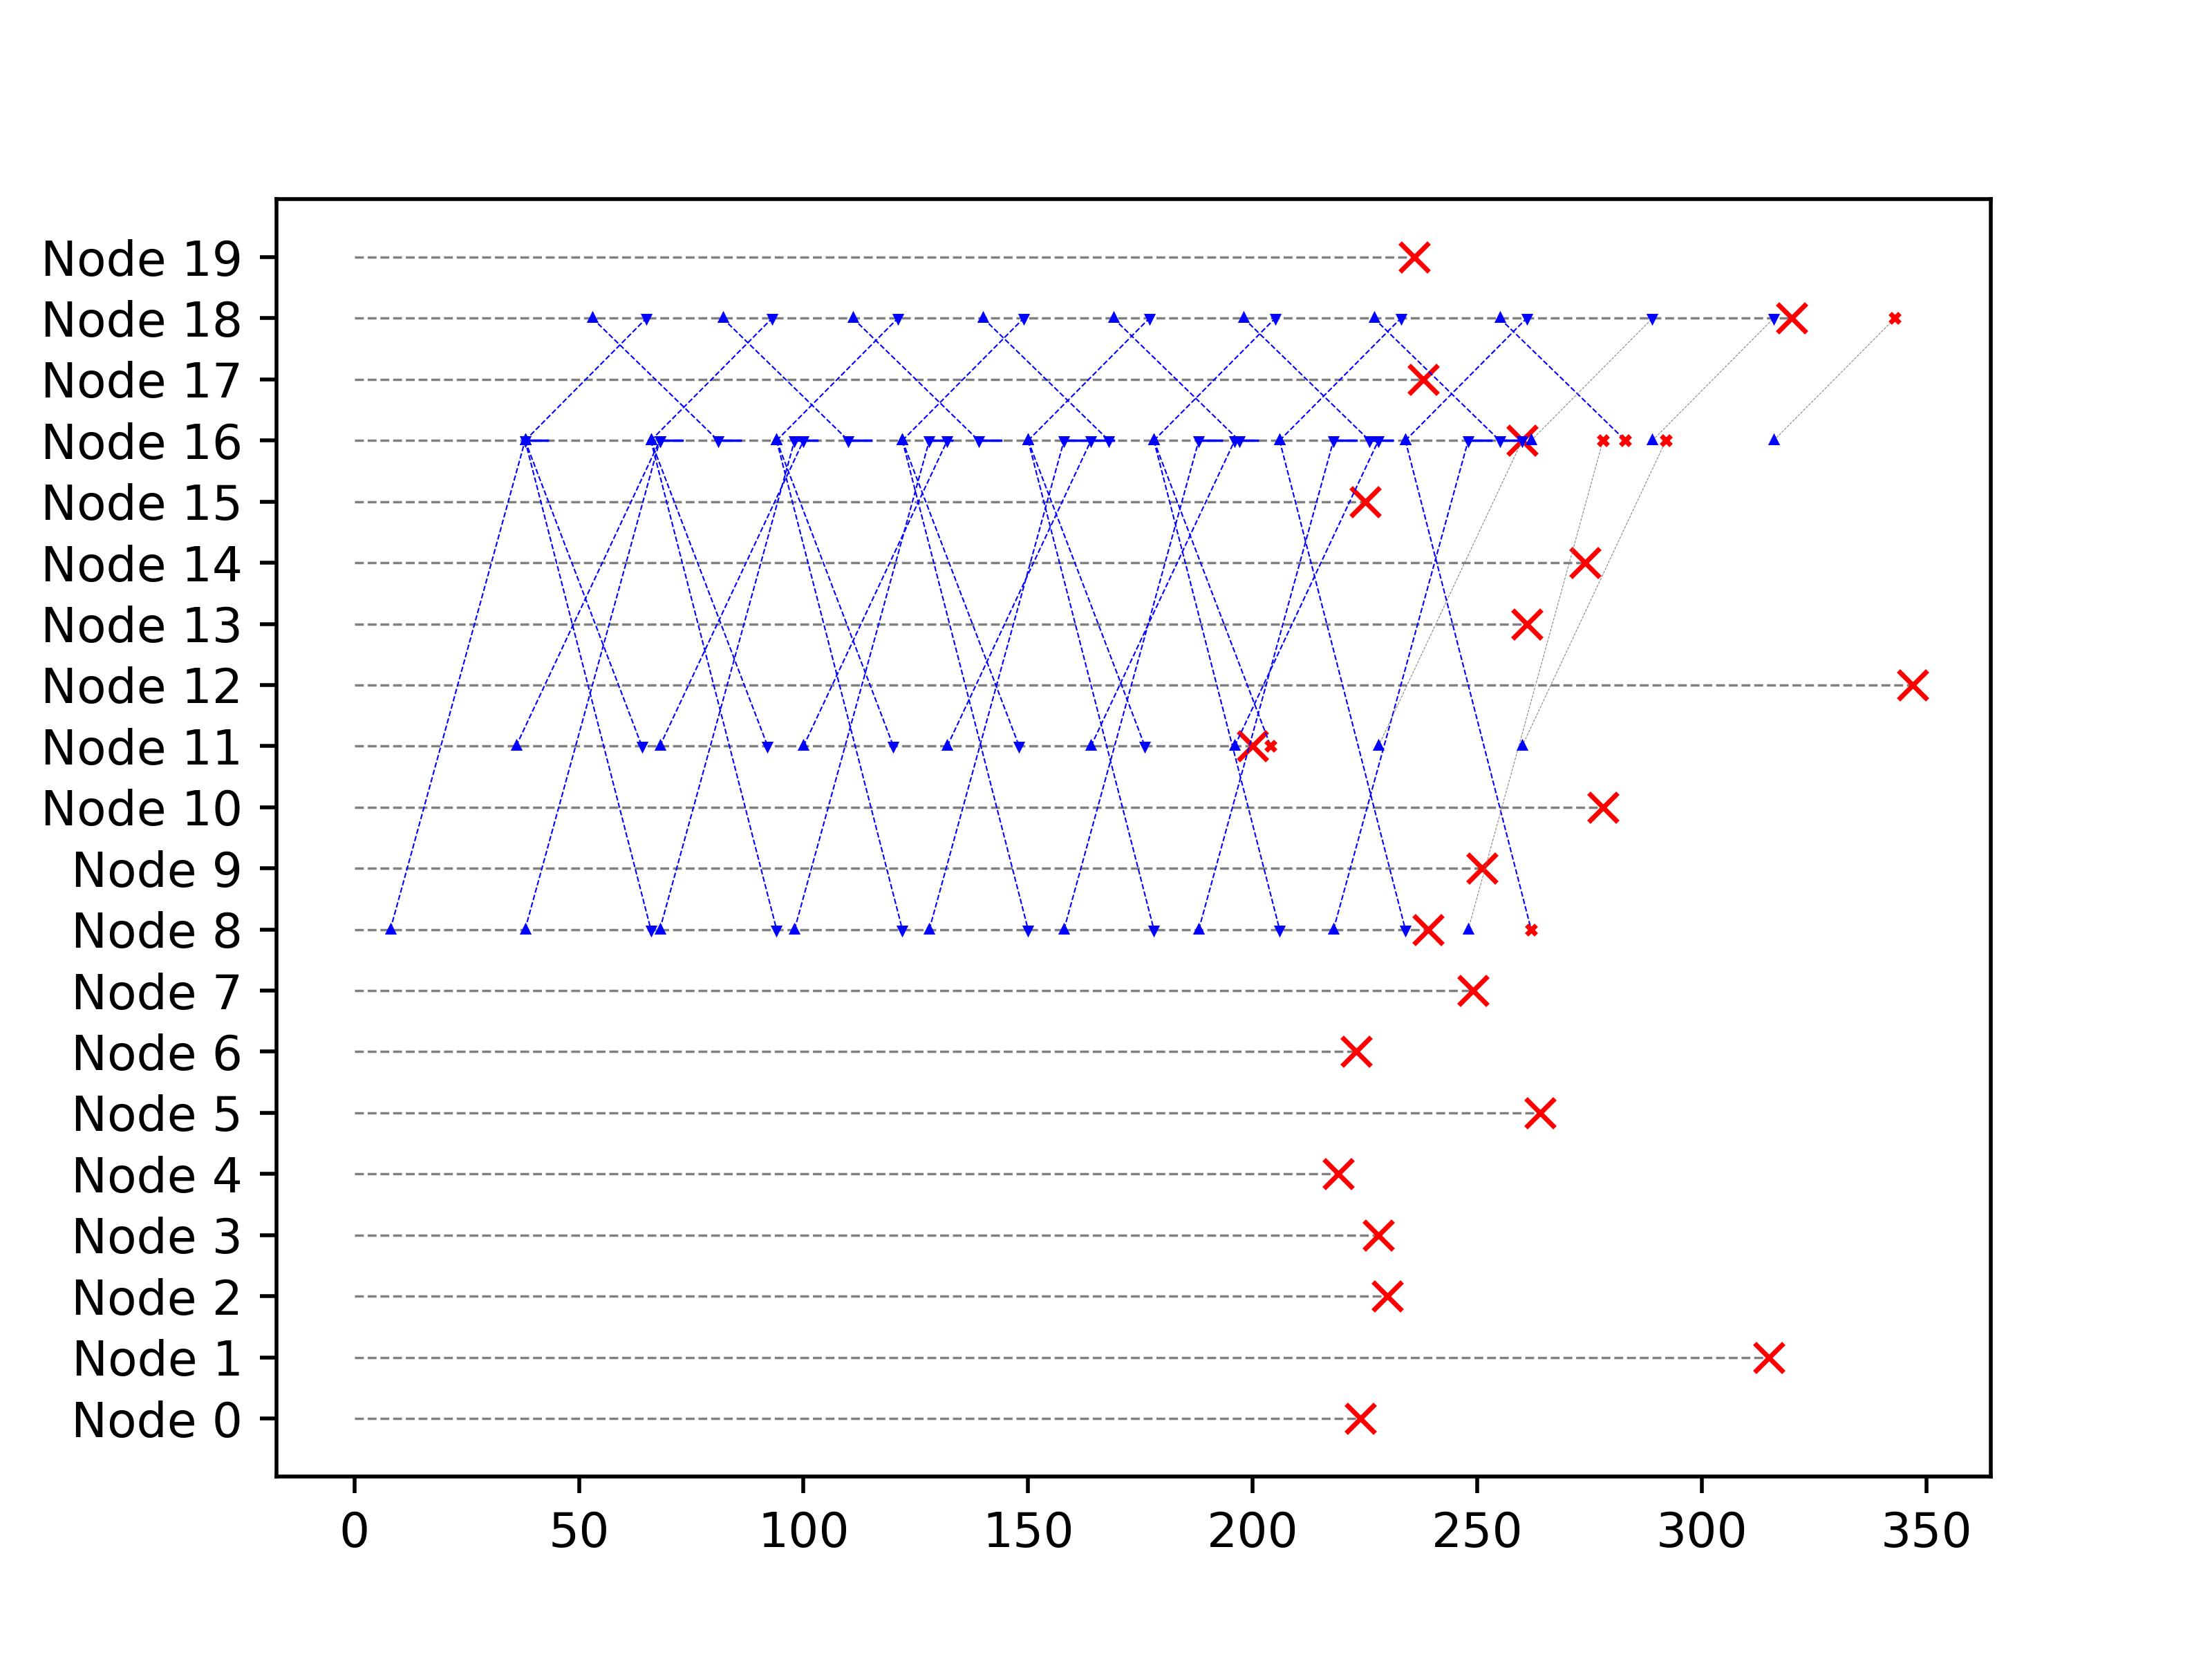 Node 19
Node 18
Node 17
Node 16
Node 15
Node 14
Node 13
Node 12
Node 11
Node 10
Node 9
Node 8
Node 7
Node 6
Node 5
Node 4
Node 3
Node 2
Node 1
Node 0
0 50 100 150 200 250 300 350